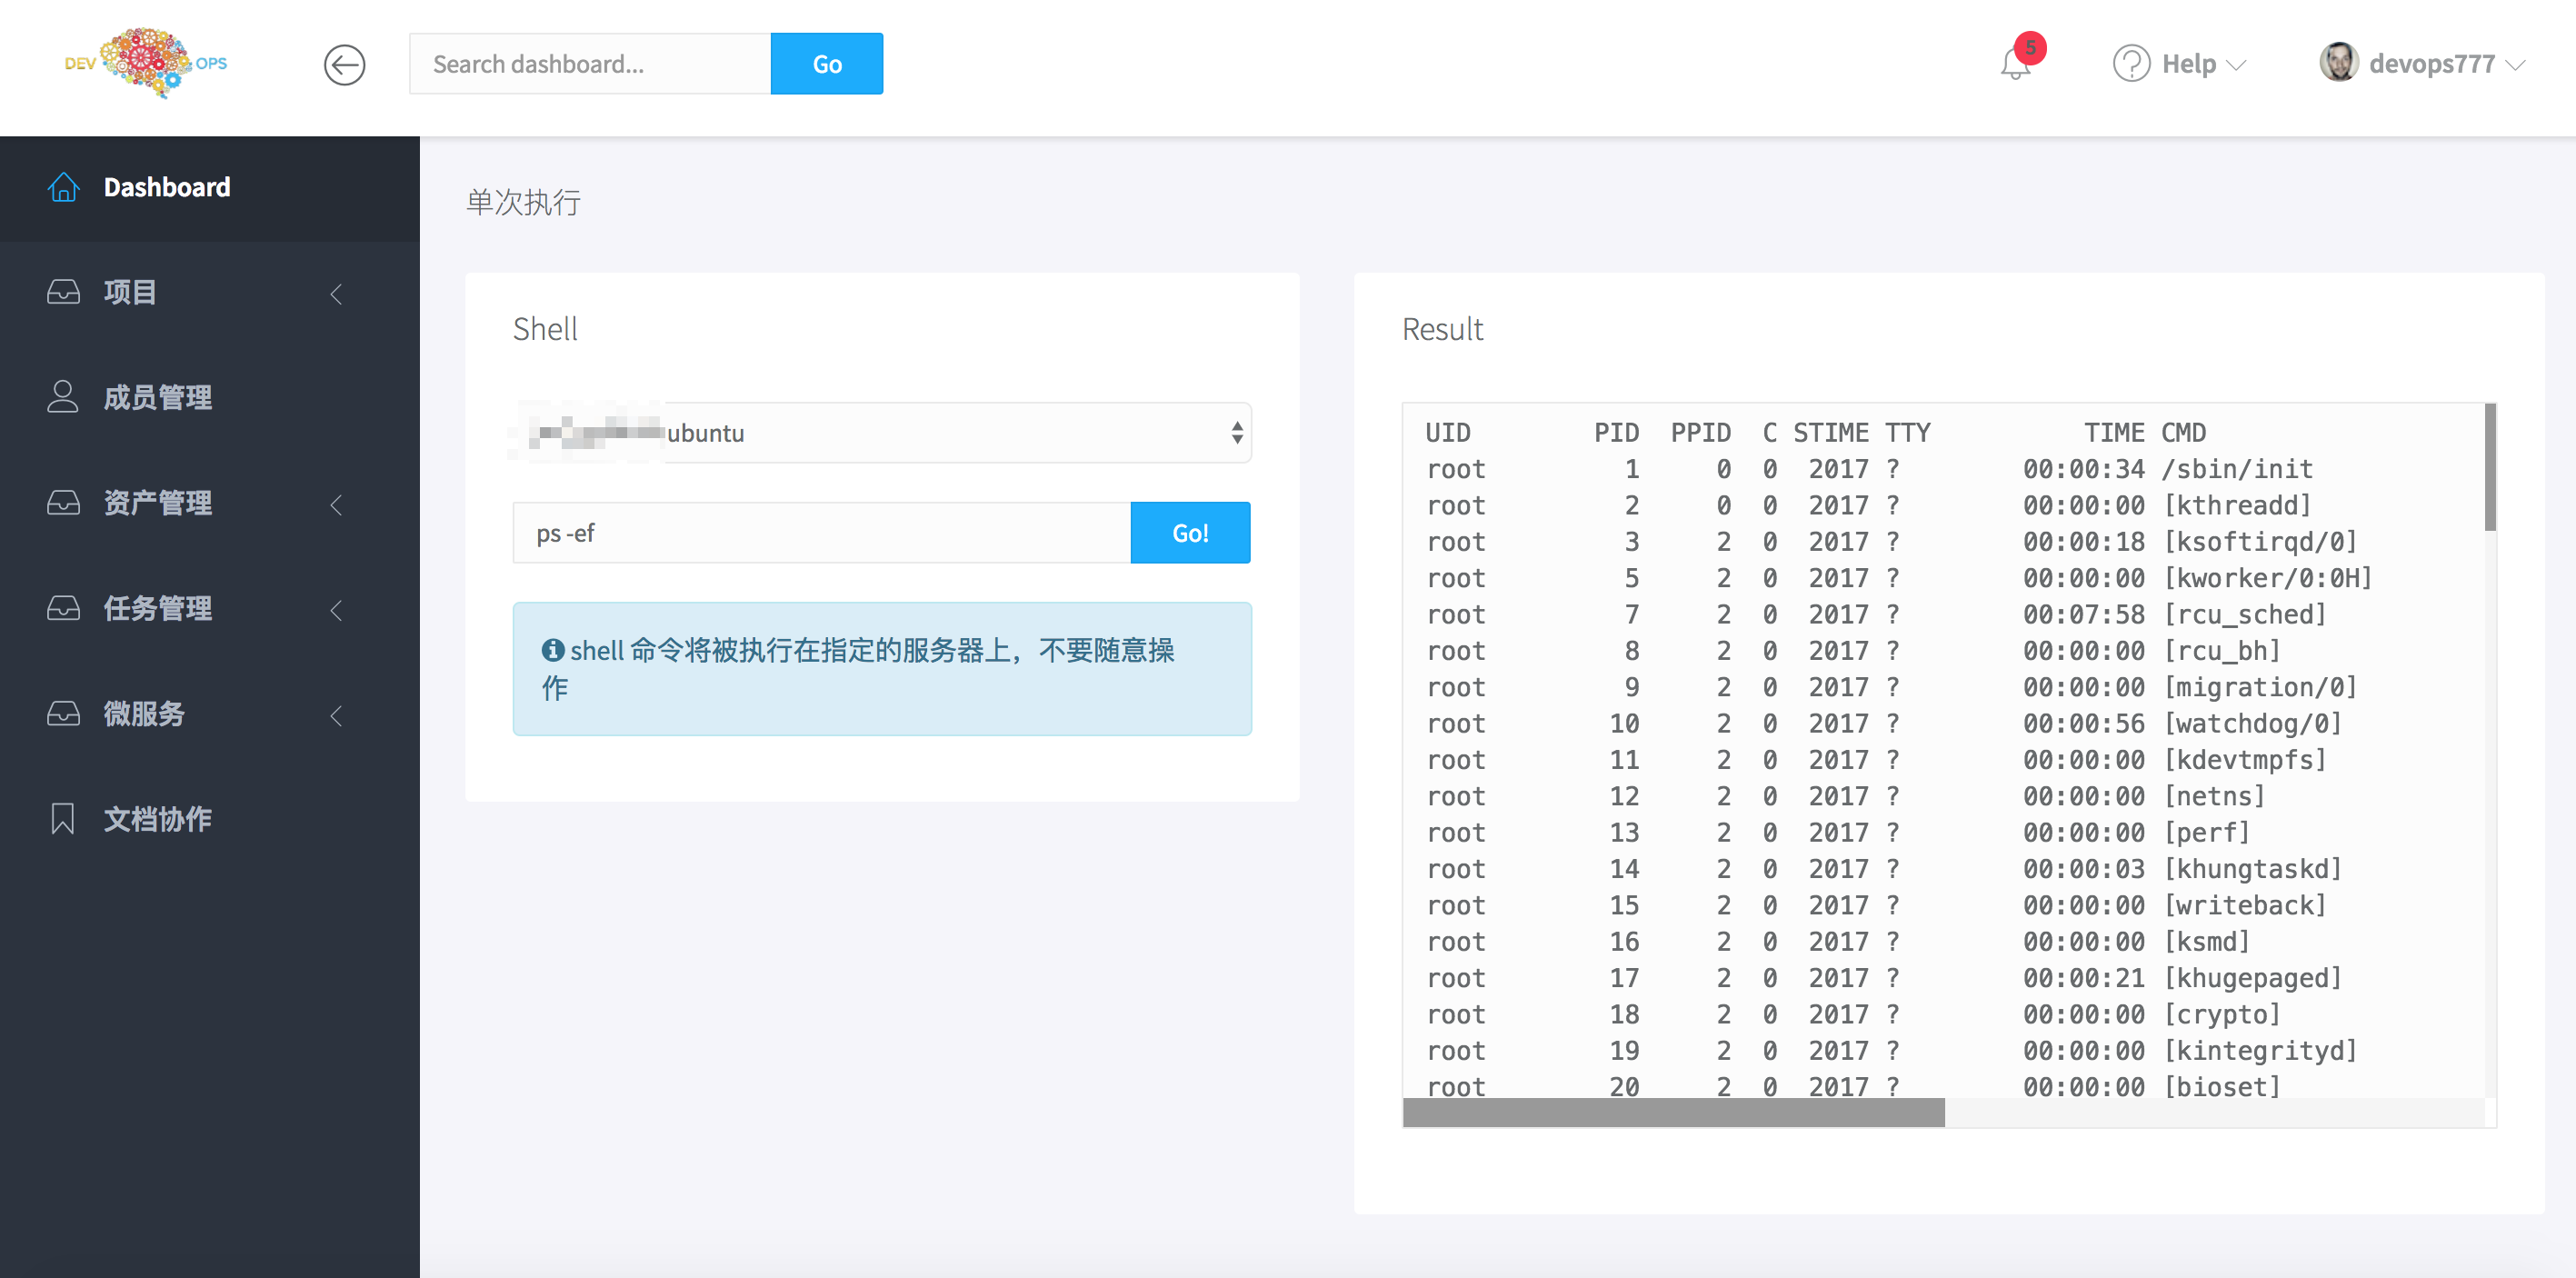 DEV OPS
Search dashboard...
Go
5
Help
devops777
Dashboard
项目
成员管理
资产管理
任务管理
微服务
文档协作
单次执行
Shell
ubuntu
ps -ef
Go!
shell 命令将被执行在指定的服务器上，不要随意操
作
Result
UID        PID  PPID  C STIME TTY          TIME CMD
root         1     0  0  2017 ?        00:00:34 /sbin/init
root         2     0  0  2017 ?        00:00:00 [kthreadd]
root         3     2  0  2017 ?        00:00:18 [ksoftirqd/0]
root         5     2  0  2017 ?        00:00:00 [kworker/0:0H]
root         7     2  0  2017 ?        00:07:58 [rcu_sched]
root         8     2  0  2017 ?        00:00:00 [rcu_bh]
root         9     2  0  2017 ?        00:00:00 [migration/0]
root        10     2  0  2017 ?        00:00:56 [watchdog/0]
root        11     2  0  2017 ?        00:00:00 [kdevtmpfs]
root        12     2  0  2017 ?        00:00:00 [netns]
root        13     2  0  2017 ?        00:00:00 [perf]
root        14     2  0  2017 ?        00:00:03 [khungtaskd]
root        15     2  0  2017 ?        00:00:00 [writeback]
root        16     2  0  2017 ?        00:00:00 [ksmd]
root        17     2  0  2017 ?        00:00:21 [khugepaged]
root        18     2  0  2017 ?        00:00:00 [crypto]
root        19     2  0  2017 ?        00:00:00 [kintegrityd]
root        20     2  0  2017 ?        00:00:00 [bioset]